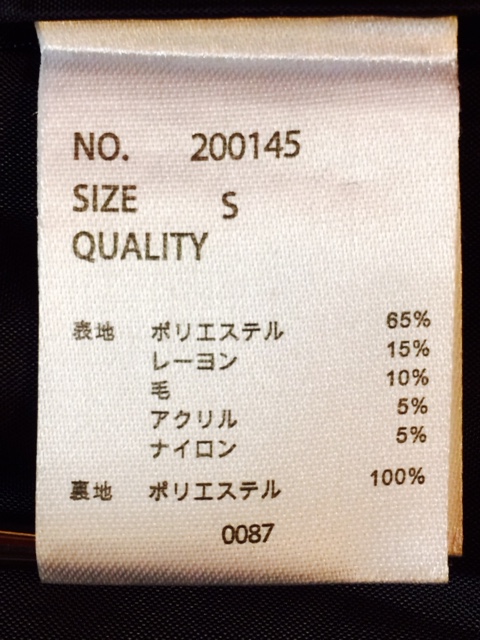 NO. 200145
SIZE S
QUALITY
表地 ポリエステル 65%
レーヨン 15%
毛 10%
アクリル 5%
ナイロン 5%
裏地 ポリエステル 100%
0087